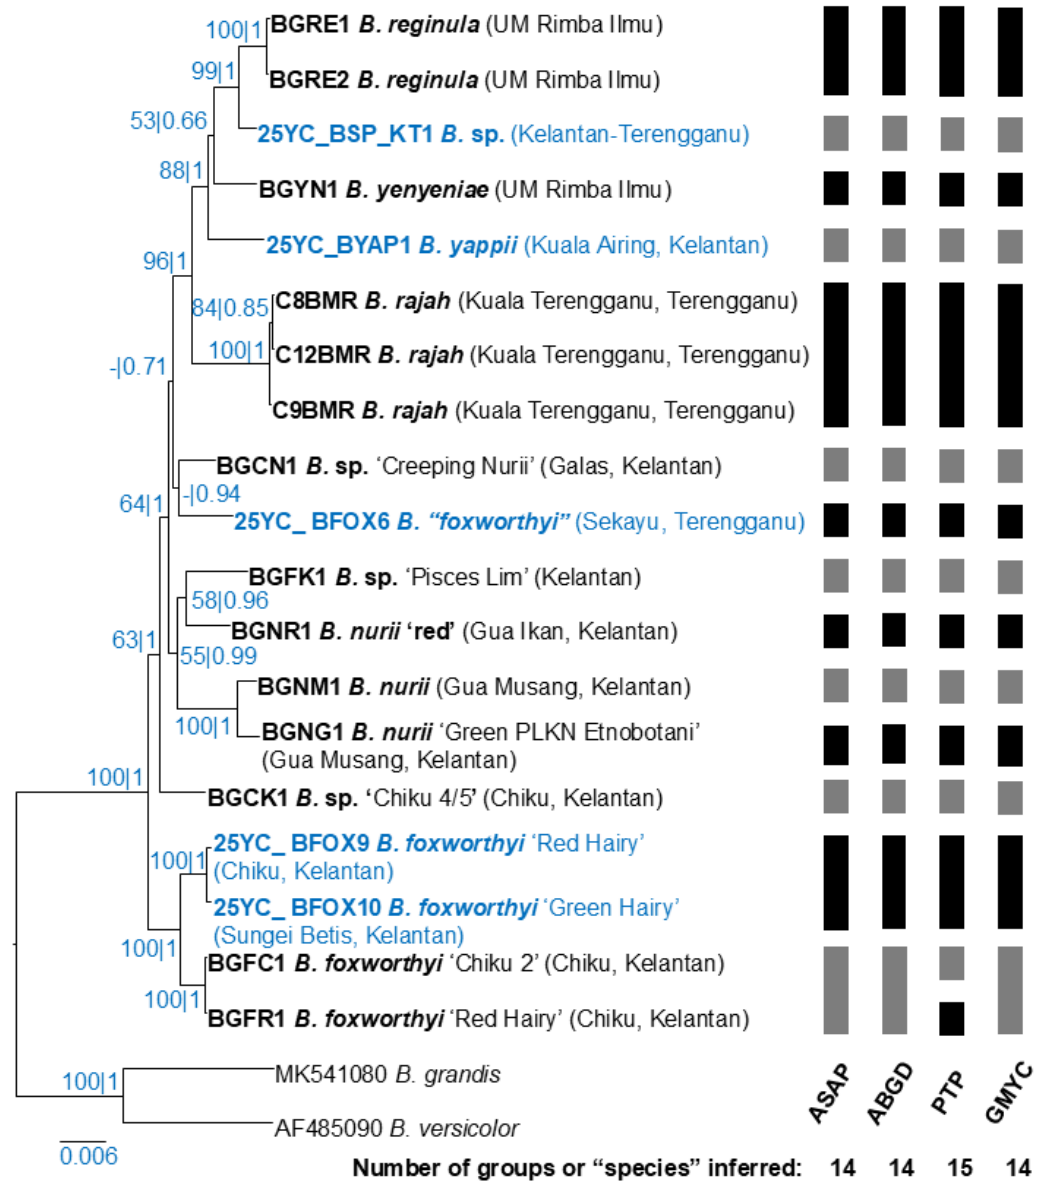 100|1
BGRE1 B. reginula (UM Rimba Ilmu)
99|1
BGRE2 B. reginula (UM Rimba Ilmu)
53|0.66
25YC_BSP_KT1 B. sp. (Kelantan-Terengganu)
88|1
BGYN1 B. yenyeniae (UM Rimba Ilmu)
25YC_BYAP1 B. yappii (Kuala Airing, Kelantan)
96|1
84|0.85
C8BMR B. rajah (Kuala Terengganu, Terengganu)
100|1
C12BMR B. rajah (Kuala Terengganu, Terengganu)
-|0.71
C9BMR B. rajah (Kuala Terengganu, Terengganu)
BGCN1 B. sp. ‘Creeping Nurii’ (Galas, Kelantan)
-|0.94
64|1
25YC_ BFOX6 B. “foxworthyi” (Sekayu, Terengganu)
BGFK1 B. sp. ‘Pisces Lim’ (Kelantan)
58|0.96
BGNR1 B. nurii ‘red’ (Gua Ikan, Kelantan)
63|1
55|0.99
BGNM1 B. nurii (Gua Musang, Kelantan)
100|1
BGNG1 B. nurii ‘Green PLKN Etnobotani’
(Gua Musang, Kelantan)
100|1
BGCK1 B. sp. ‘Chiku 4/5’ (Chiku, Kelantan)
25YC_ BFOX9 B. foxworthyi ‘Red Hairy’
100|1
(Chiku, Kelantan)
25YC_ BFOX10 B. foxworthyi ‘Green Hairy’
(Sungei Betis, Kelantan)
100|1
BGFC1 B. foxworthyi ‘Chiku 2’ (Chiku, Kelantan)
100|1
BGFR1 B. foxworthyi ‘Red Hairy’ (Chiku, Kelantan)
100|1
MK541080 B. grandis
AF485090 B. versicolor
0.006
ASAP
ABGD
PTP
GMYC
Number of groups or “species” inferred: 14 14 15 14